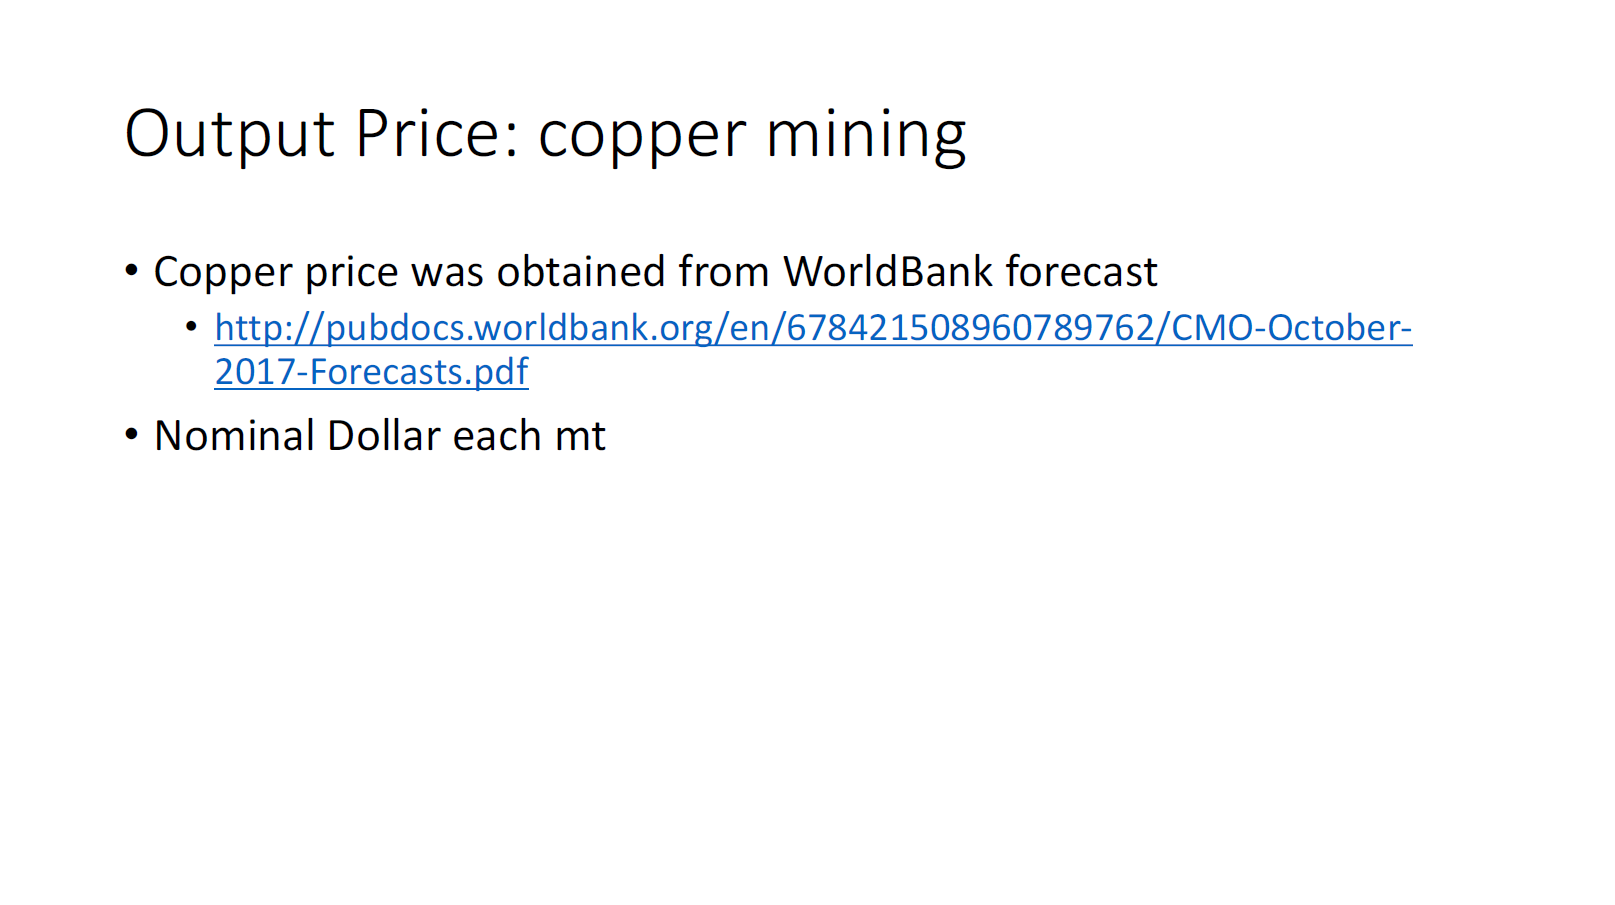 Output Price: copper mining
• Copper price was obtained from WorldBank forecast
• http://pubdocs.worldbank.org/en/678421508960789762/CMO-October-
2017-Forecasts.pdf
• Nominal Dollar each mt